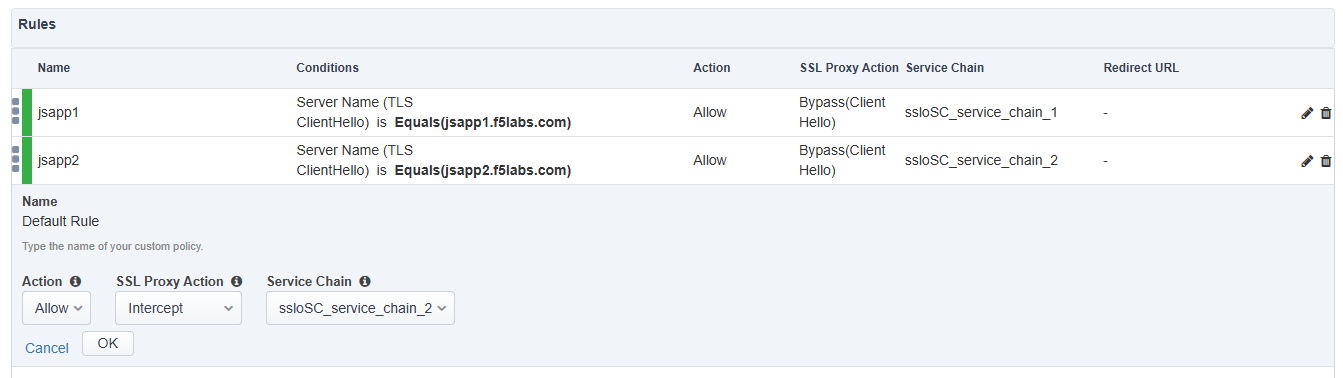 Rules
Name Conditions Action SSL Proxy Action Service Chain Redirect URL
jsapp1 Server Name (TLS ClientHello) is Equals(jsapp1.f5labs.com) Allow Bypass(Client Hello) ssloSC_service_chain_1 -
jsapp2 Server Name (TLS ClientHello) is Equals(jsapp2.f5labs.com) Allow Bypass(Client Hello) ssloSC_service_chain_2 -
Name
Default Rule
Type the name of your custom policy.
Action SSL Proxy Action Service Chain
Allow Intercept ssloSC_service_chain_2
Cancel OK